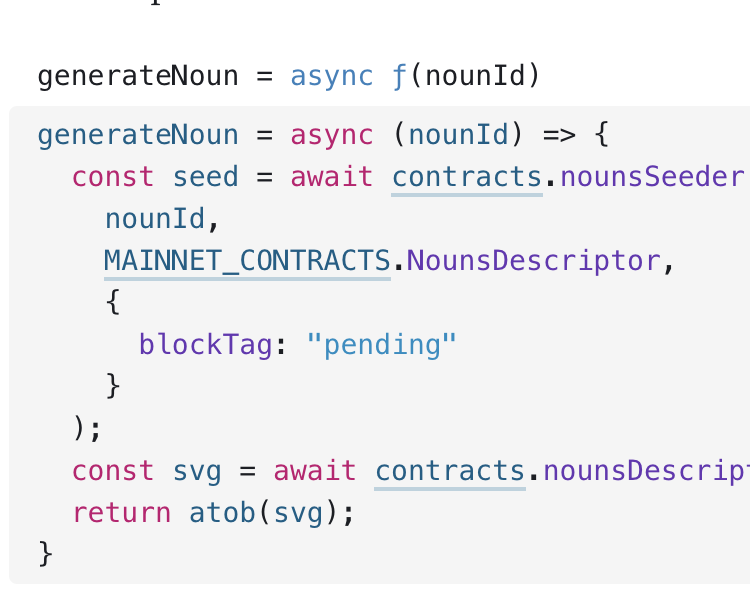 generateNoun = async ƒ(nounId)
generateNoun = async (nounId) => {
const seed = await contracts.nounsSeeder
nounId,
MAINNET_CONTRACTS.NounsDescriptor,
{
blockTag: "pending"
}
);
const svg = await contracts.nounsDescript
return atob(svg);
}